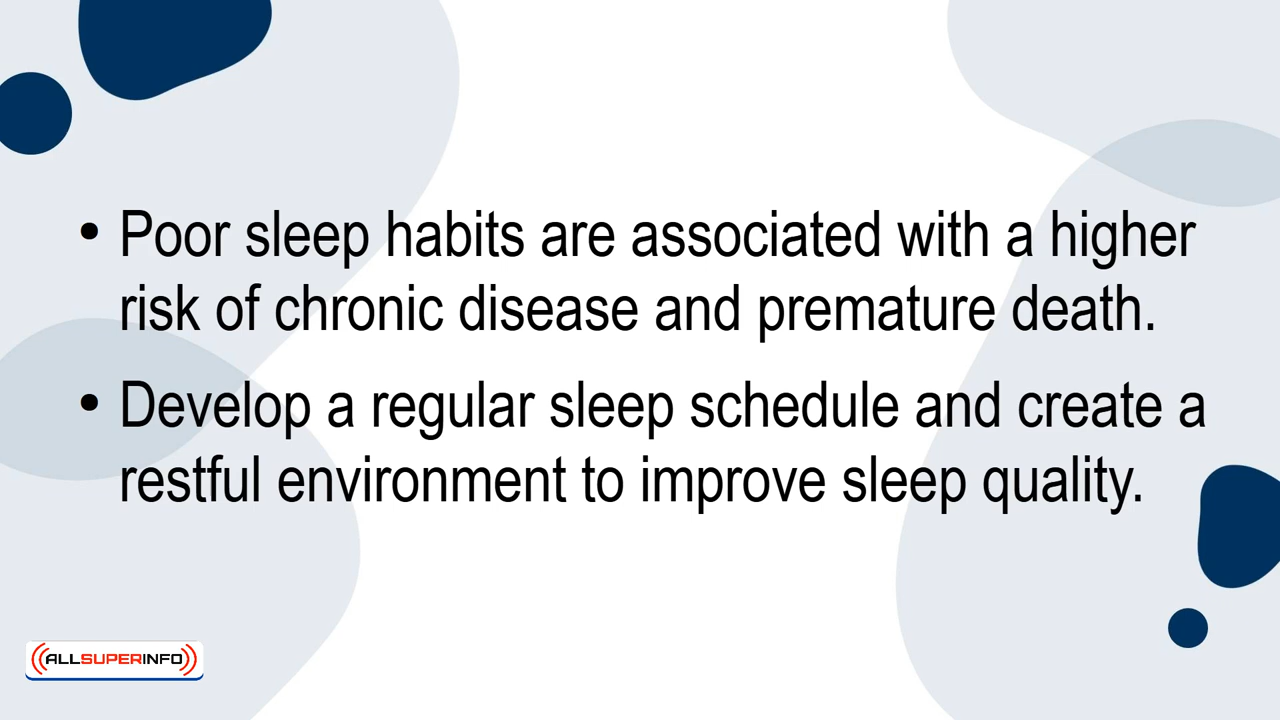 • Poor sleep habits are associated with a higher
risk of chronic disease and premature death.
• Develop a regular sleep schedule and create a
restful environment to improve sleep quality.
ALLSUPERINFO